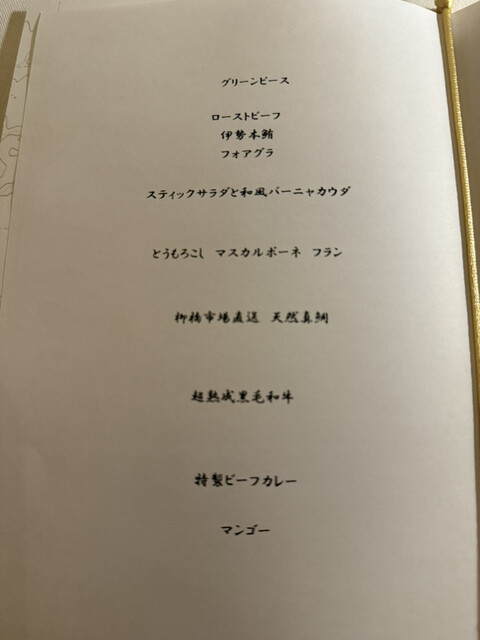 グリーンピース
ローストビーフ
伊勢本鮪
フォアグラ
スティックサラダと和風バーニャカウダ
とうもろこし マスカルポーネ フラン
柳橋市場直送 天然真鯛
超熟成黒毛和牛
特製ビーフカレー
マンゴー